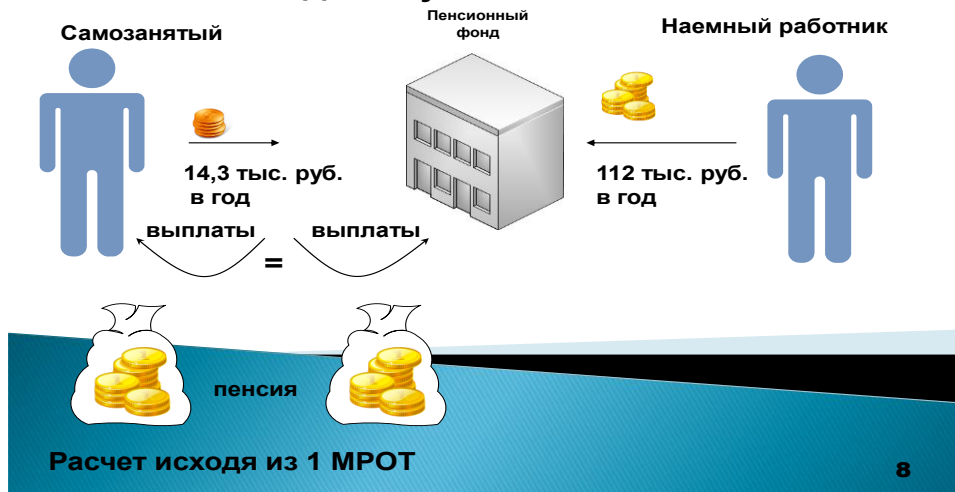 Самозанятый
Пенсионный
фонд
Наемный работник
14,3 тыс. руб.
в год
112 тыс. руб.
в год
выплаты
выплаты
=
пенсия
Расчет исходя из 1 МРОТ
8